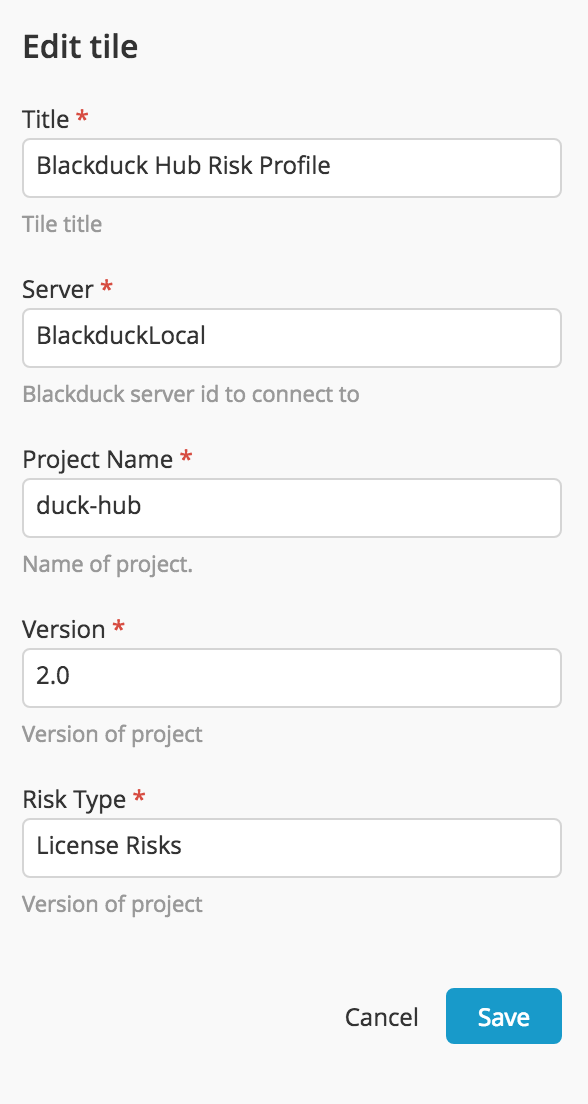 Edit tile
Title *
Blackduck Hub Risk Profile
Tile title
Server *
BlackduckLocal
Blackduck server id to connect to
Project Name *
duck-hub
Name of project.
Version *
2.0
Version of project
Risk Type *
License Risks
Version of project
Cancel Save